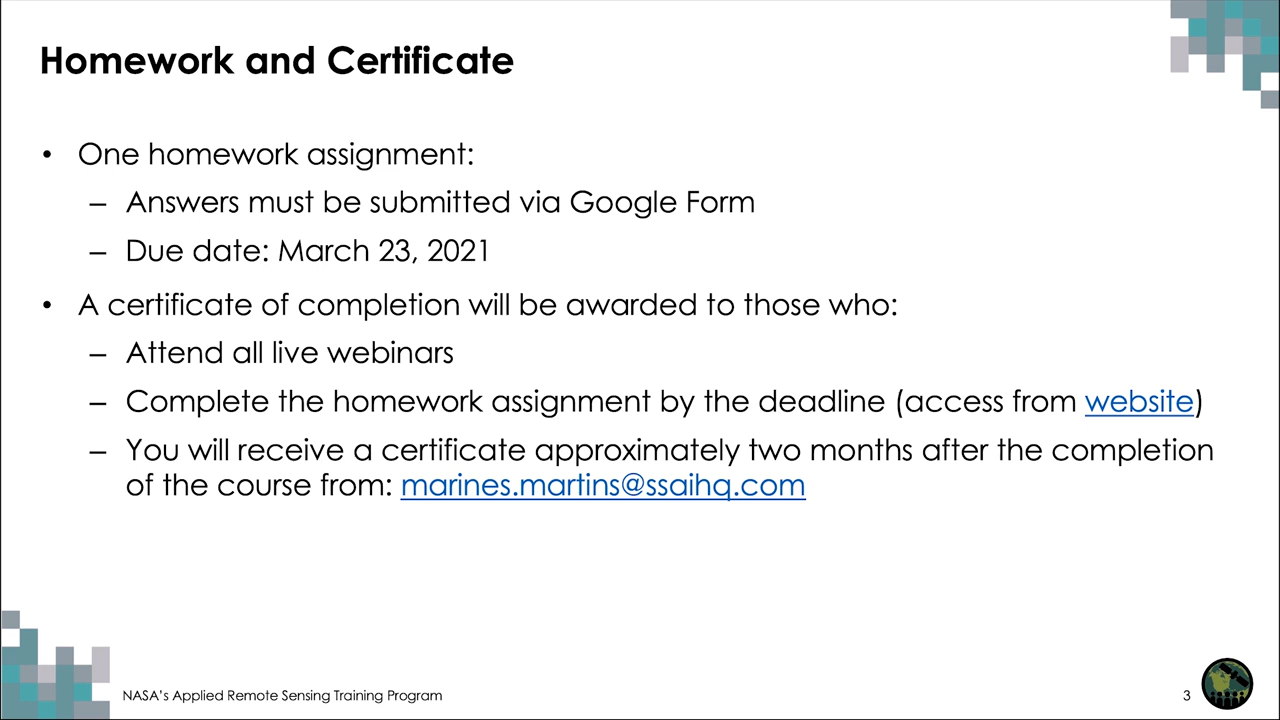 Homework and Certificate
• One homework assignment:
– Answers must be submitted via Google Form
– Due date: March 23, 2021
• A certificate of completion will be awarded to those who:
– Attend all live webinars
– Complete the homework assignment by the deadline (access from website)
– You will receive a certificate approximately two months after the completion
of the course from: marines.martins@ssaihq.com
NASA's Applied Remote Sensing Training Program
3